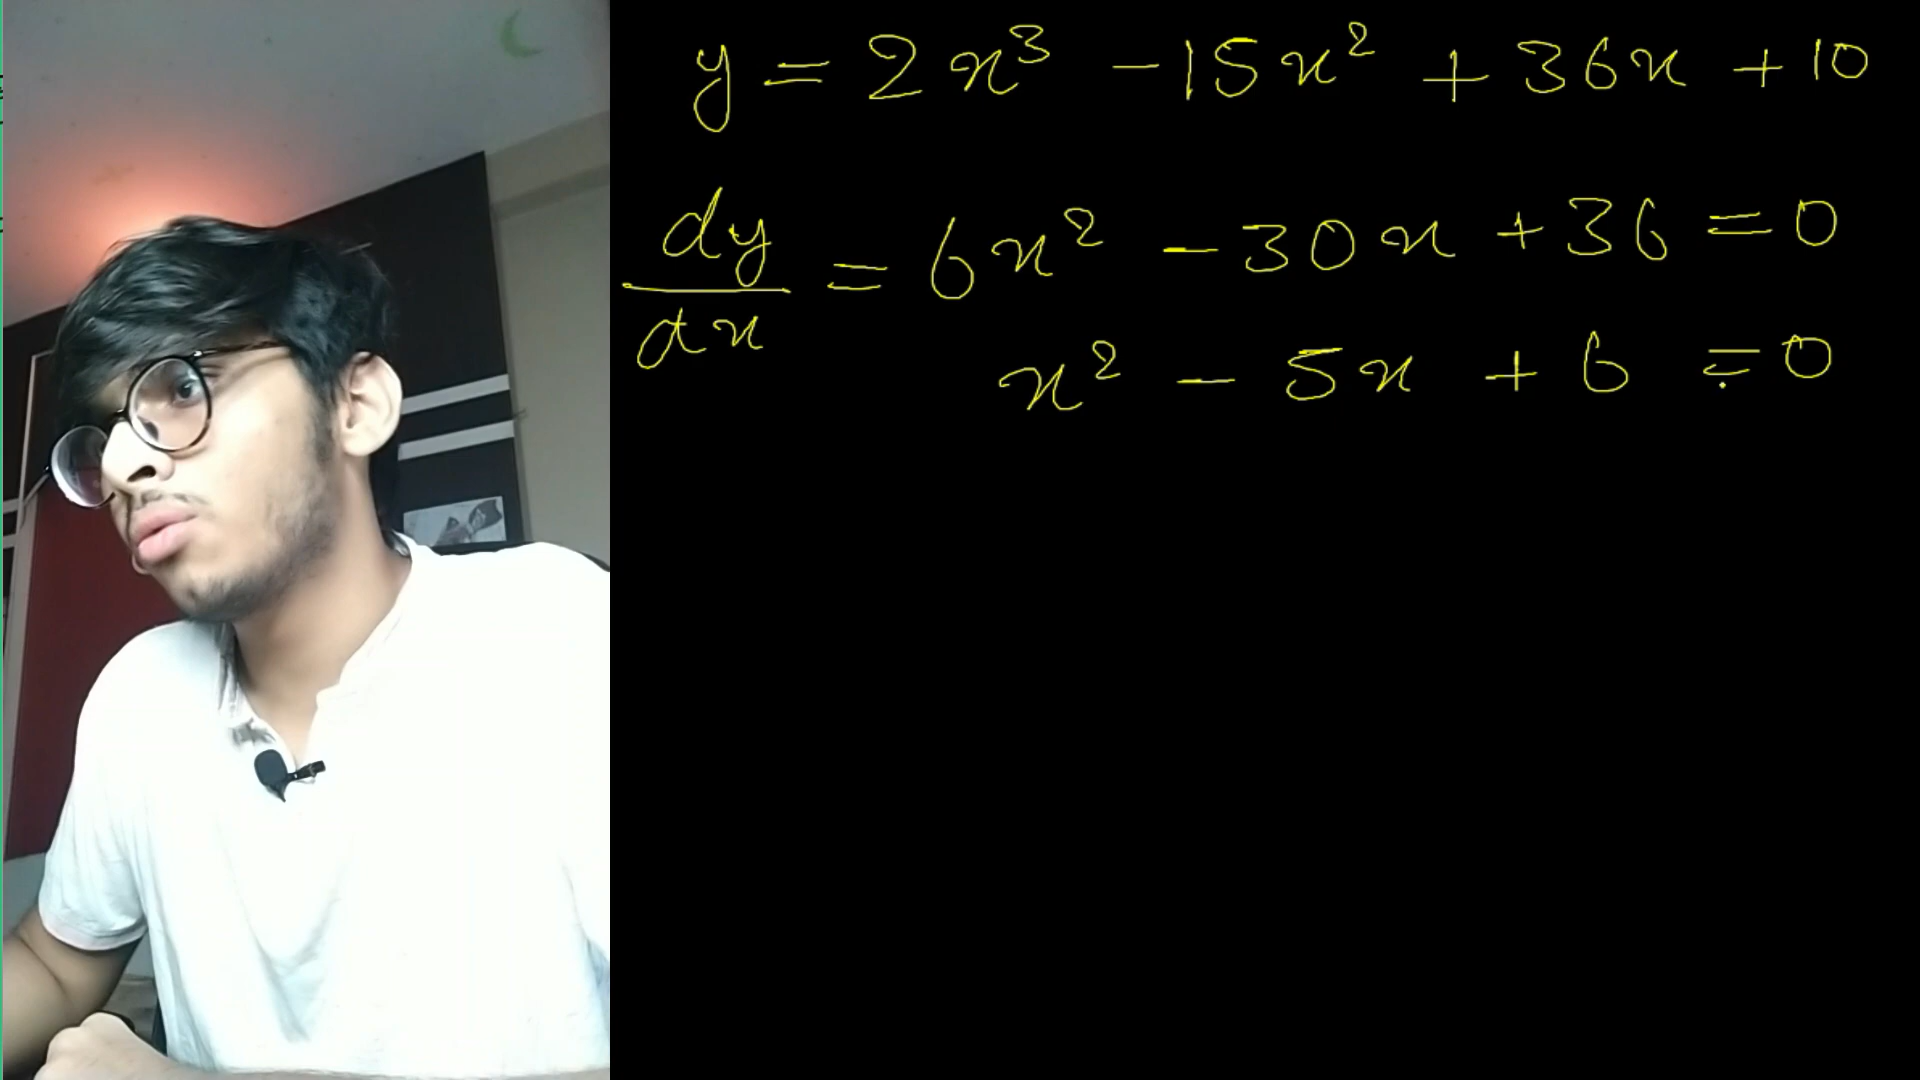 y = 2x³ - 15x² + 36x + 10
dy/dx = 6x² - 30x + 36 = 0
x² - 5x + 6 = 0